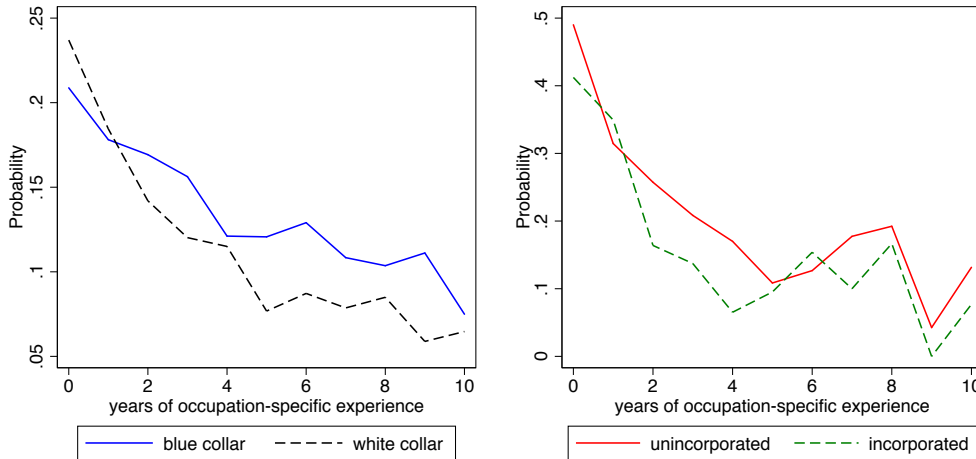 Probability
.25
.2
.15
.1
.05
0 2 4 6 8 10
years of occupation-specific experience
blue collar white collar
Probability
.5
.4
.3
.2
.1
0
0 2 4 6 8 10
years of occupation-specific experience
unincorporated incorporated